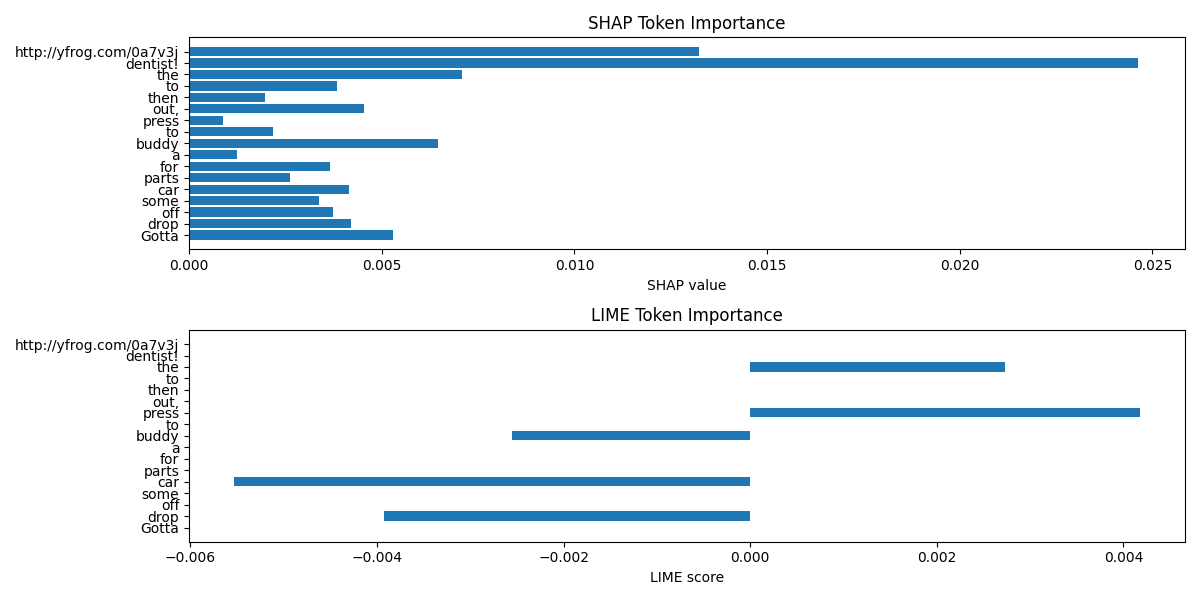 SHAP Token Importance
http://yfrog.com/0a7v3j
dentist!
the
to
then
out,
press
to
buddy
a
for
parts
car
some
off
drop
Gotta
0.000 0.005 0.010 0.015 0.020 0.025
SHAP value
LIME Token Importance
http://yfrog.com/0a7v3j
dentist!
the
to
then
out,
press
to
buddy
a
for
parts
car
some
off
drop
Gotta
−0.006 −0.004 −0.002 0.000 0.002 0.004
LIME score